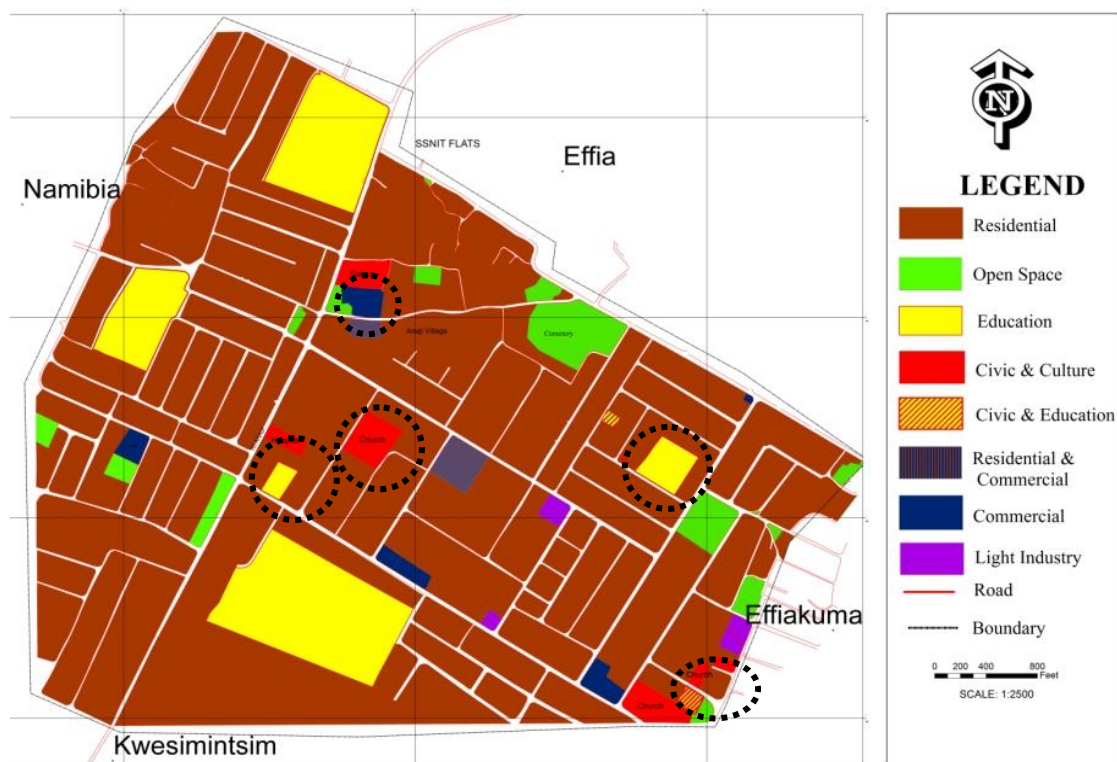 SSNIT FLATS
Effia
Namibia
Anaji Village
Cemetery
Church
Effiakuma
Church
Church
Kwesimintsim
N
LEGEND
Residential
Open Space
Education
Civic & Culture
Civic & Education
Residential &
Commercial
Commercial
Light Industry
Road
Boundary
0 200 400 800
Feet
SCALE: 1:2500